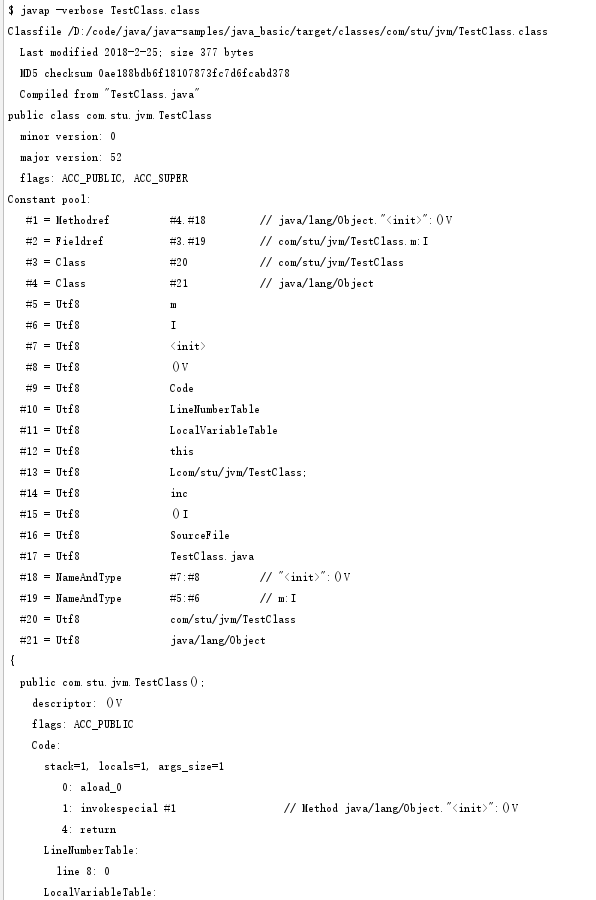 $ javap -verbose TestClass.class
Classfile /D:/code/java/java-samples/java_basic/target/classes/com/stu/jvm/TestClass.class
Last modified 2018-2-25; size 377 bytes
MD5 checksum 0ae188bdb6f18107873fc7d6fcabd378
Compiled from "TestClass.java"
public class com.stu.jvm.TestClass
minor version: 0
major version: 52
flags: ACC_PUBLIC, ACC_SUPER
Constant pool:
#1 = Methodref #4.#18 // java/lang/Object."<init>":()V
#2 = Fieldref #3.#19 // com/stu/jvm/TestClass.m:I
#3 = Class #20 // com/stu/jvm/TestClass
#4 = Class #21 // java/lang/Object
#5 = Utf8 m
#6 = Utf8 I
#7 = Utf8 <init>
#8 = Utf8 ()V
#9 = Utf8 Code
#10 = Utf8 LineNumberTable
#11 = Utf8 LocalVariableTable
#12 = Utf8 this
#13 = Utf8 Lcom/stu/jvm/TestClass;
#14 = Utf8 inc
#15 = Utf8 ()I
#16 = Utf8 SourceFile
#17 = Utf8 TestClass.java
#18 = NameAndType #7:#8 // "<init>":()V
#19 = NameAndType #5:#6 // m:I
#20 = Utf8 com/stu/jvm/TestClass
#21 = Utf8 java/lang/Object
{
public com.stu.jvm.TestClass();
descriptor: ()V
flags: ACC_PUBLIC
Code:
stack=1, locals=1, args_size=1
0: aload_0
1: invokespecial #1 // Method java/lang/Object."<init>":()V
4: return
LineNumberTable:
line 8: 0
LocalVariableTable: